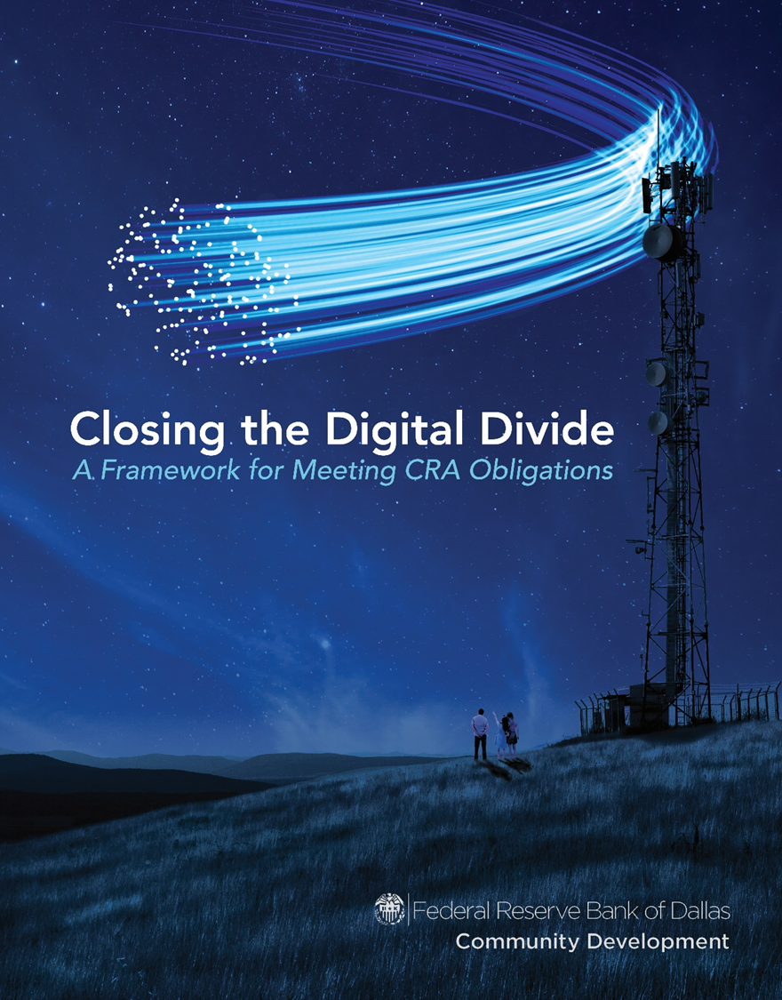 Closing the Digital Divide
A Framework for Meeting CRA Obligations
Federal Reserve Bank of Dallas
Community Development